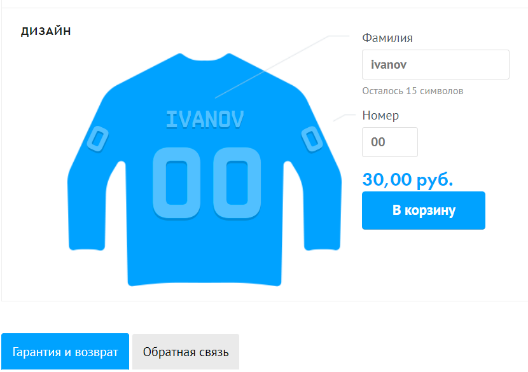 ДИЗАЙН
Фамилия
ivanov
Осталось 15 символов
Номер
00
30,00 руб.
В корзину
IVANOV
0
0
00
Гарантия и возврат
Обратная связь